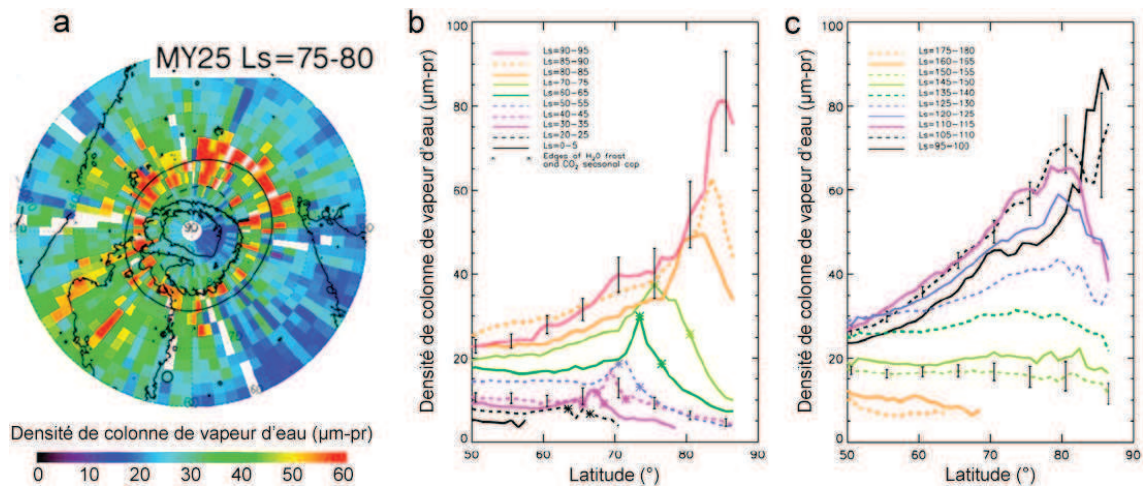 a
MY25 Ls=75-80
90
Densité de colonne de vapeur d'eau (µm-pr)
0 10 20 30 40 50 60
b
Densité de colonne de vapeur d'eau (µm-pr)
100
80
60
40
20
0
Ls=90-95
Ls=85-90
Ls=80-85
Ls=70-75
Ls=60-65
Ls=50-55
Ls=40-45
Ls=30-35
Ls=20-25
Ls=0-5
Edges of H2O frost
and CO2 seasonal cap
50 60 70 80 90
Latitude (°)
c
Densité de colonne de vapeur d'eau (µm-pr)
100
80
60
40
20
0
Ls=175-180
Ls=160-165
Ls=150-155
Ls=145-150
Ls=135-140
Ls=125-130
Ls=120-125
Ls=110-115
Ls=105-110
Ls=95-100
50 60 70 80 90
Latitude (°)